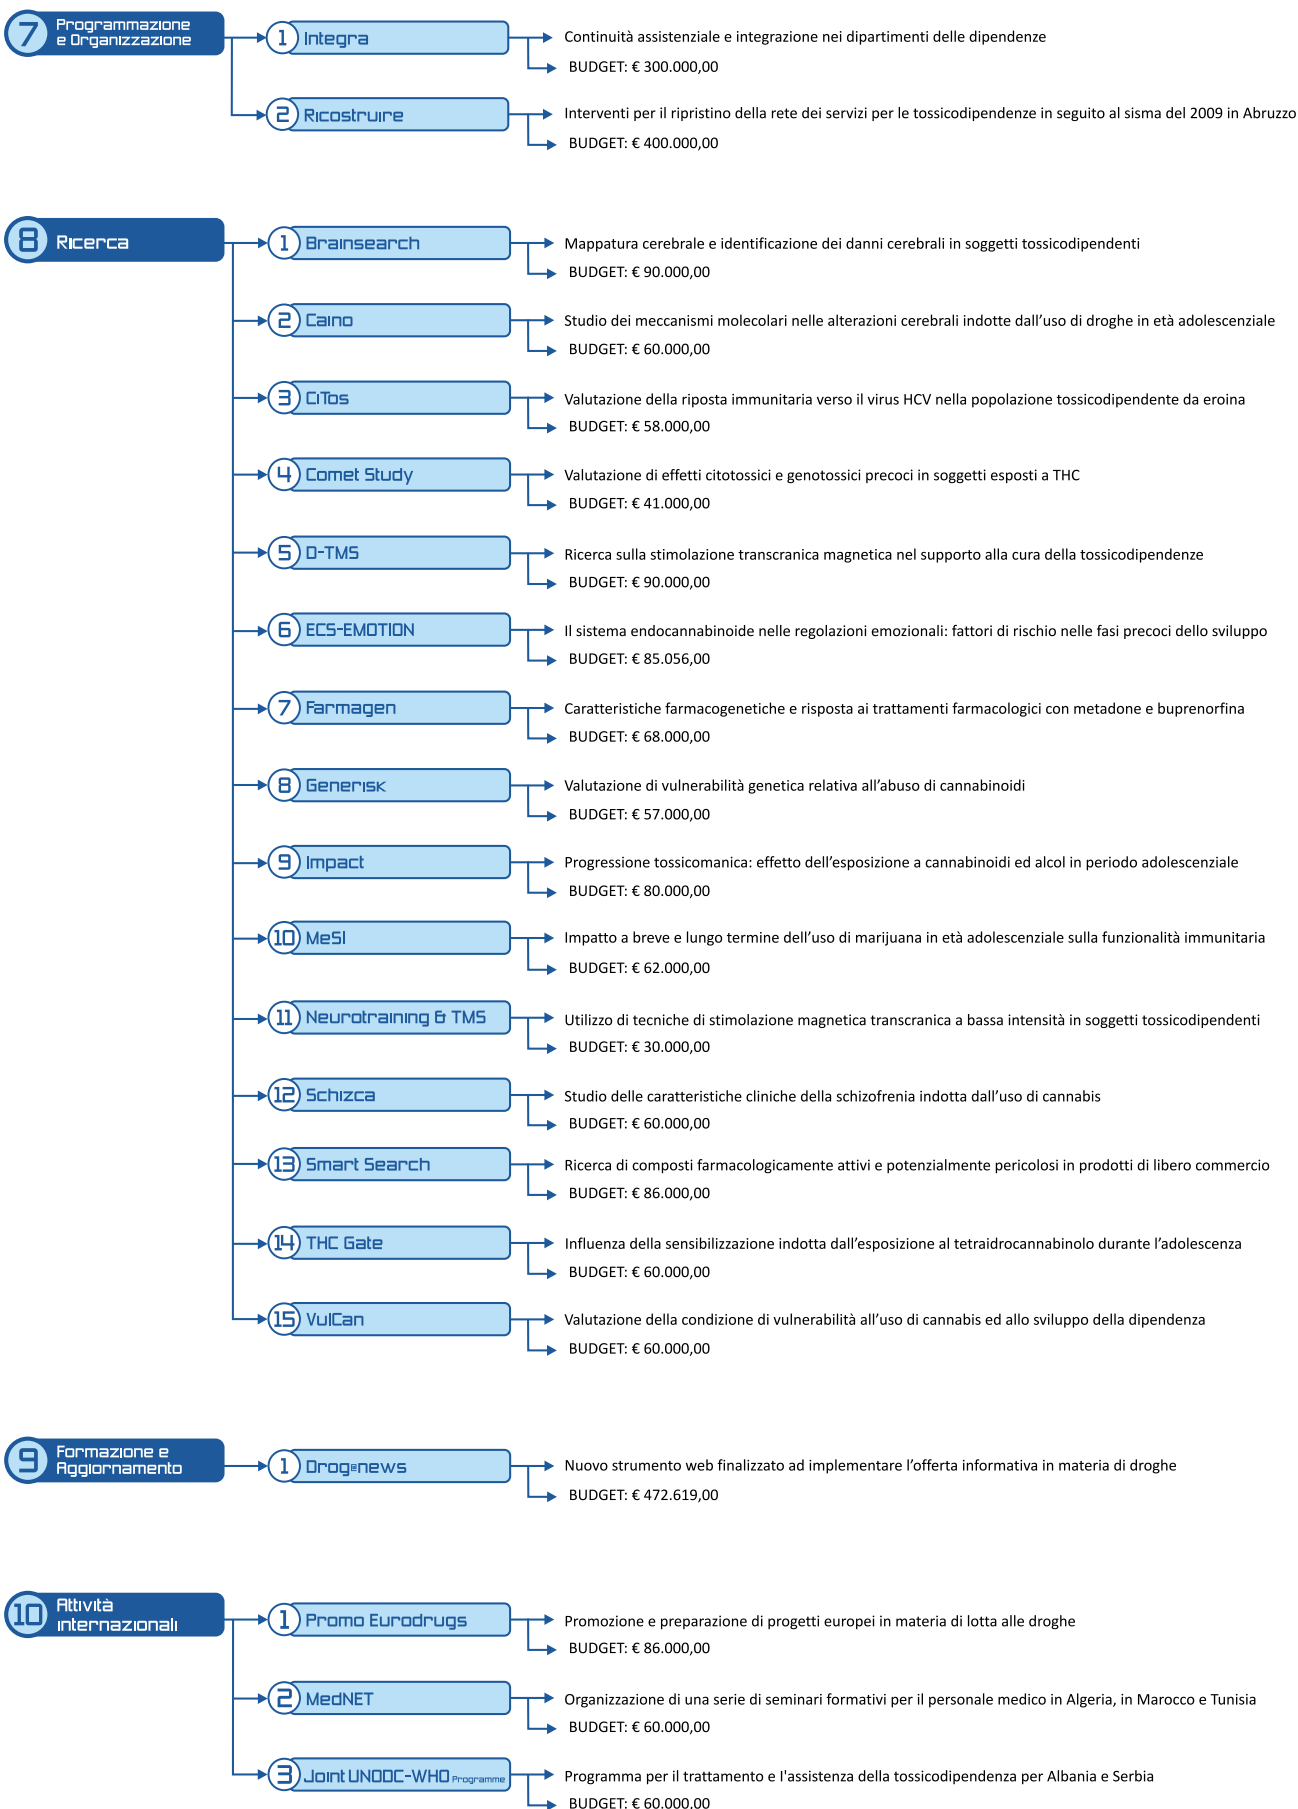 7 Programmazione
e Organizzazione
1 Integra
Continuità assistenziale e integrazione nei dipartimenti delle dipendenze
BUDGET: € 300.000,00
2 Ricostruire
Interventi per il ripristino della rete dei servizi per le tossicodipendenze in seguito al sisma del 2009 in Abruzzo
BUDGET: € 400.000,00
8 Ricerca
1 Brainsearch
Mappatura cerebrale e identificazione dei danni cerebrali in soggetti tossicodipendenti
BUDGET: € 90.000,00
2 Caino
Studio dei meccanismi molecolari nelle alterazioni cerebrali indotte dall'uso di droghe in età adolescenziale
BUDGET: € 60.000,00
3 CiTos
Valutazione della riposta immunitaria verso il virus HCV nella popolazione tossicodipendente da eroina
BUDGET: € 58.000,00
4 Comet Study
Valutazione di effetti citotossici e genotossici precoci in soggetti esposti a THC
BUDGET: € 41.000,00
5 D-TMS
Ricerca sulla stimolazione transcranica magnetica nel supporto alla cura della tossicodipendenze
BUDGET: € 90.000,00
6 ECS-EMOTION
Il sistema endocannabinoide nelle regolazioni emozionali: fattori di rischio nelle fasi precoci dello sviluppo
BUDGET: € 85.056,00
7 Farmagen
Caratteristiche farmacogenetiche e risposta ai trattamenti farmacologici con metadone e buprenorfina
BUDGET: € 68.000,00
8 Generisk
Valutazione di vulnerabilità genetica relativa all'abuso di cannabinoidi
BUDGET: € 57.000,00
9 Impact
Progressione tossicomanica: effetto dell'esposizione a cannabinoidi ed alcol in periodo adolescenziale
BUDGET: € 80.000,00
10 MeSI
Impatto a breve e lungo termine dell'uso di marijuana in età adolescenziale sulla funzionalità immunitaria
BUDGET: € 62.000,00
11 Neurotraining & TMS
Utilizzo di tecniche di stimolazione magnetica transcranica a bassa intensità in soggetti tossicodipendenti
BUDGET: € 30.000,00
12 Schizca
Studio delle caratteristiche cliniche della schizofrenia indotta dall'uso di cannabis
BUDGET: € 60.000,00
13 Smart Search
Ricerca di composti farmacologicamente attivi e potenzialmente pericolosi in prodotti di libero commercio
BUDGET: € 86.000,00
14 THC Gate
Influenza della sensibilizzazione indotta dall'esposizione al tetraidrocannabinolo durante l'adolescenza
BUDGET: € 60.000,00
15 VulCan
Valutazione della condizione di vulnerabilità all'uso di cannabis ed allo sviluppo della dipendenza
BUDGET: € 60.000,00
9 Formazione e
Aggiornamento
1 Drog@news
Nuovo strumento web finalizzato ad implementare l'offerta informativa in materia di droghe
BUDGET: € 472.619,00
10 Attività
internazionali
1 Promo Eurodrugs
Promozione e preparazione di progetti europei in materia di lotta alle droghe
BUDGET: € 86.000,00
2 MedNET
Organizzazione di una serie di seminari formativi per il personale medico in Algeria, in Marocco e Tunisia
BUDGET: € 60.000,00
3 Joint UNODC-WHO Programme
Programma per il trattamento e l'assistenza della tossicodipendenza per Albania e Serbia
BUDGET: € 60.000,00